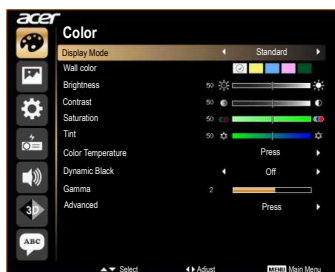 acer
Color
Display Mode Standard
Wall color
Brightness 50
Contrast 50
Saturation 50
Tint 50
Color Temperature Press
Dynamic Black Off
Gamma 2
Advanced Press
3D
ABC
Select Adjust MENU Main Menu